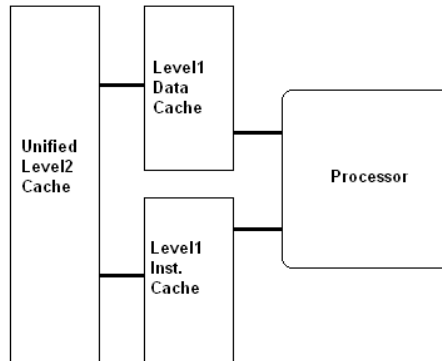 Unified
Level2
Cache
Level1
Data
Cache
Level1
Inst.
Cache
Processor